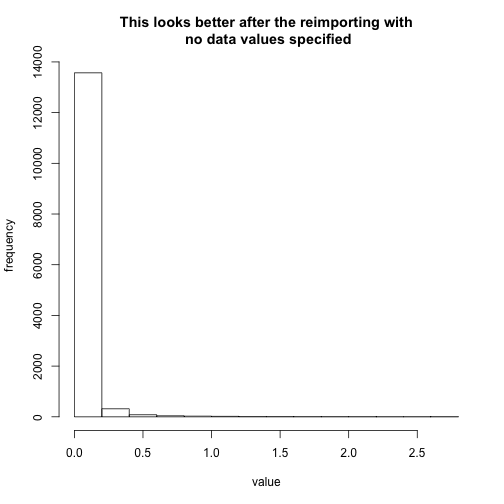 This looks better after the reimporting with
no data values specified
frequency
14000
12000
10000
8000
6000
4000
2000
0
0.0 0.5 1.0 1.5 2.0 2.5
value